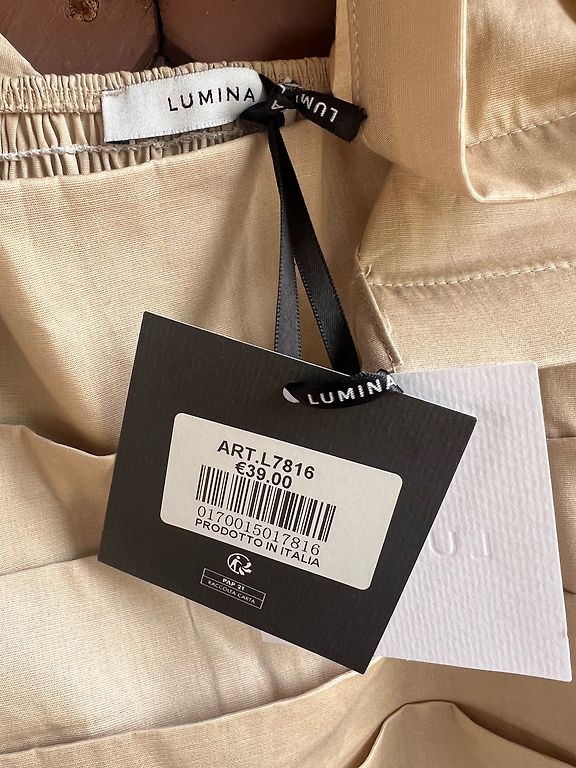 LUMINA
LUMINA
LUMINA
ART.L7816
€39.00
0170015017816
PRODOTTO IN ITALIA
PAP 21
RACCOLTA CARTA